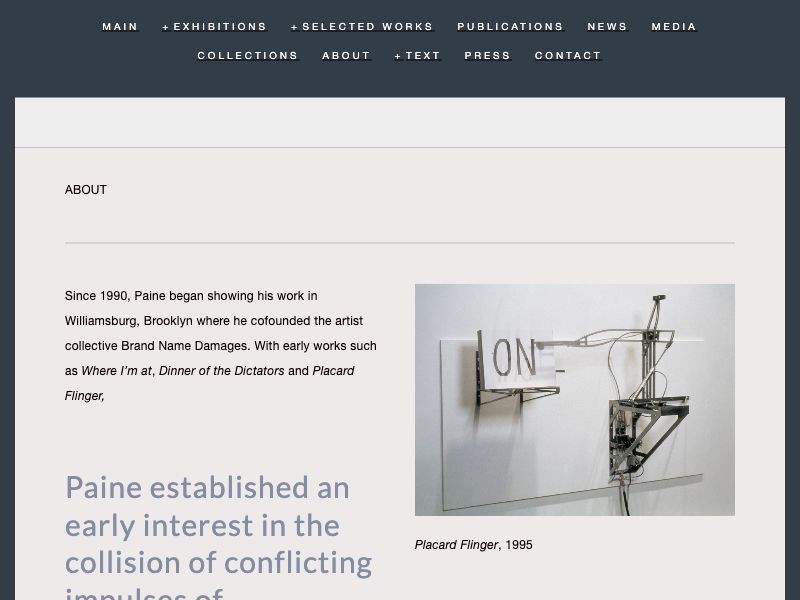 MAIN + EXHIBITIONS + SELECTED WORKS PUBLICATIONS NEWS MEDIA
COLLECTIONS ABOUT + TEXT PRESS CONTACT
ABOUT
Since 1990, Paine began showing his work in
Williamsburg, Brooklyn where he cofounded the artist
collective Brand Name Damages. With early works such
as Where I’m at, Dinner of the Dictators and Placard
Flinger,
Paine established an
early interest in the
collision of conflicting
impulses of
ON
Placard Flinger, 1995